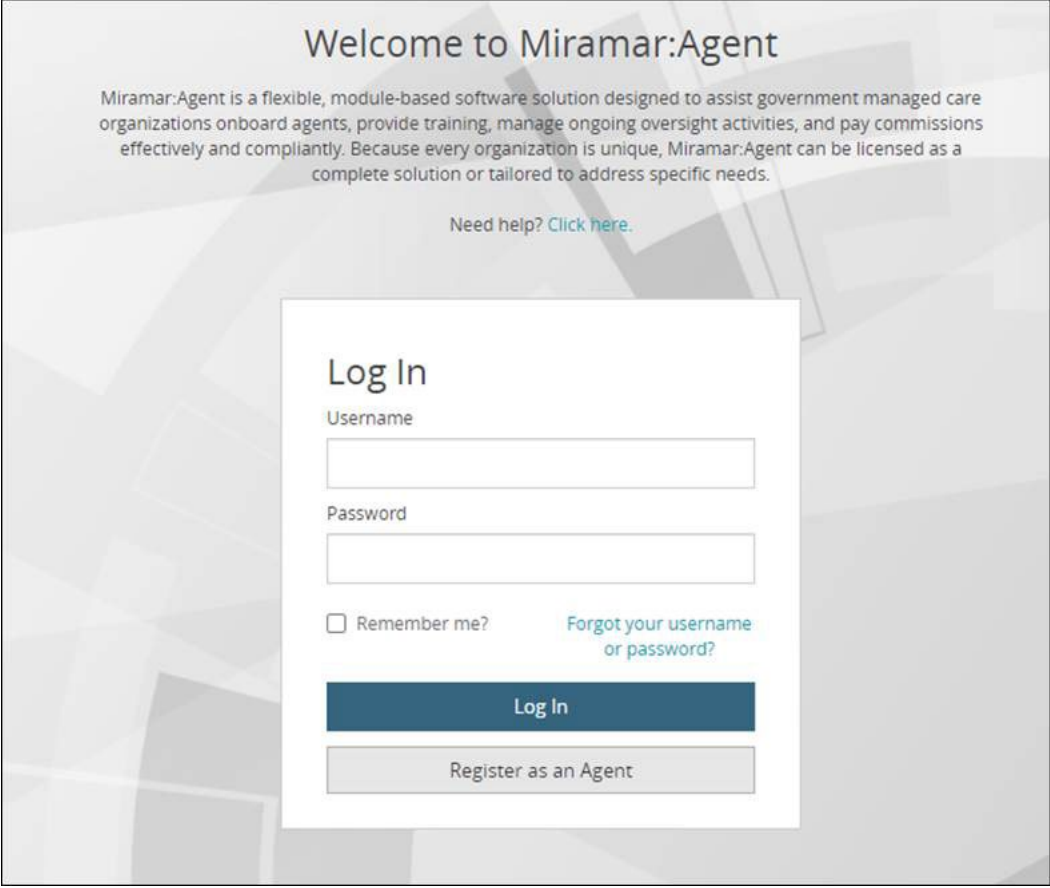 Welcome to Miramar:Agent
Miramar:Agent is a flexible, module-based software solution designed to assist government managed care
organizations onboard agents, provide training, manage ongoing oversight activities, and pay commissions
effectively and compliantly. Because every organization is unique, Miramar:Agent can be licensed as a
complete solution or tailored to address specific needs.
Need help? Click here.
Log In
Username
Password
Remember me?
Forgot your username
or password?
Log In
Register as an Agent